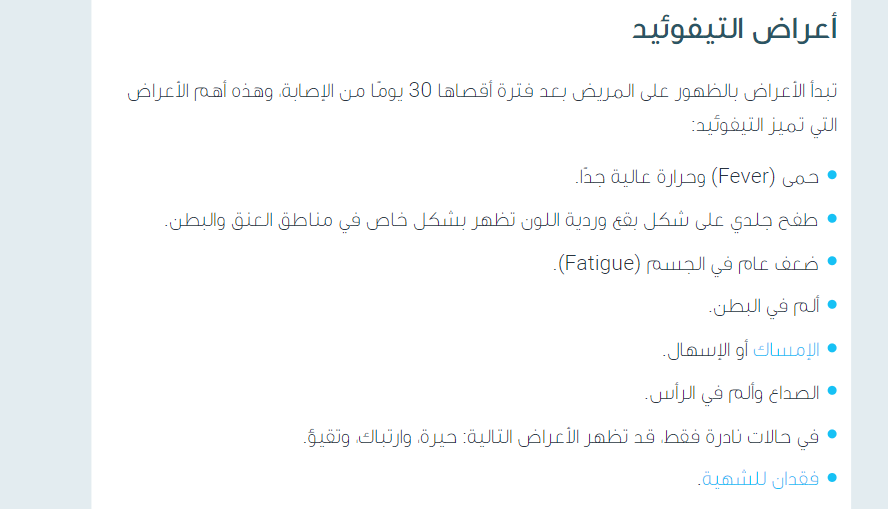 أعراض التيفوئيد
تبدأ الأعراض بالظهور على المريض بعد فترة أقصاها 30 يومًا من الإصابة، وهذه أهم الأعراض
التي تميز التيفوئيد:
حمى (Fever) وحرارة عالية جدًا.
طفح جلدي على شكل بقع وردية اللون تظهر بشكل خاص في مناطق العنق والبطن.
ضعف عام في الجسم (Fatigue).
ألم في البطن.
الإمساك أو الإسهال.
الصداع وألم في الرأس.
في حالات نادرة فقط، قد تظهر الأعراض التالية: حيرة، وارتباك، وتقيؤ.
فقدان للشهية.